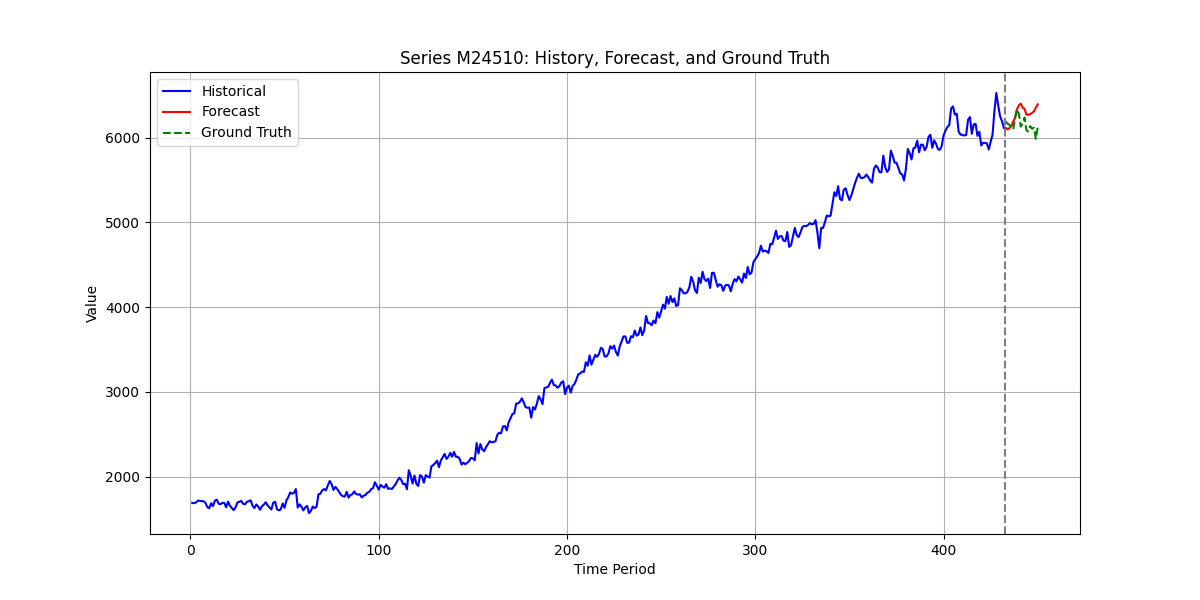 Series M24510: History, Forecast, and Ground Truth
Historical
Forecast
Ground Truth
6000
5000
4000
3000
2000
Value
0 100 200 300 400
Time Period